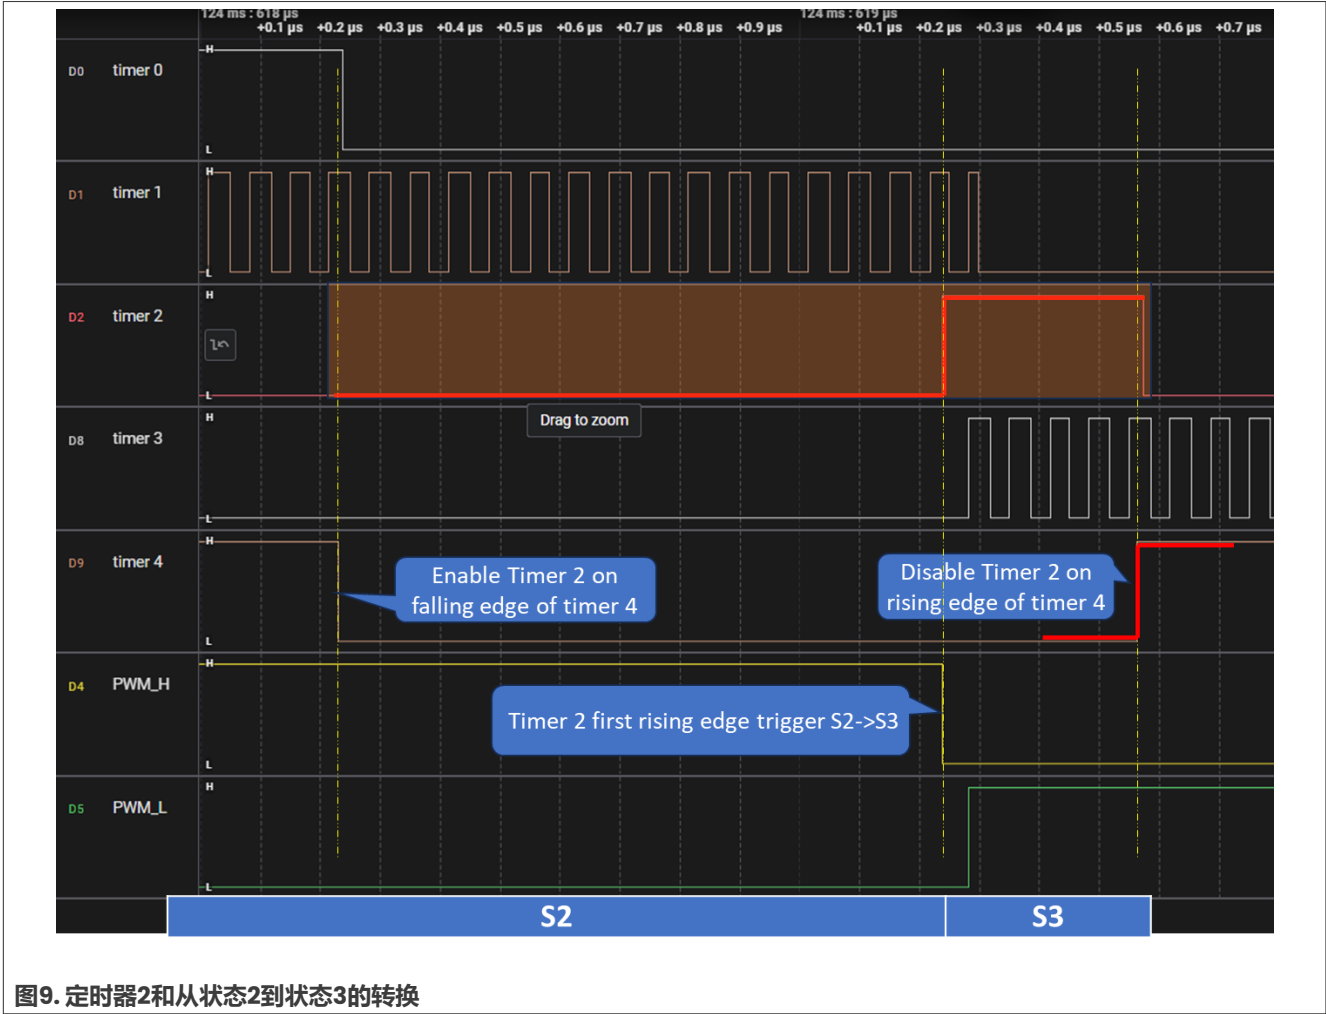 124 ms : 618 µs 124 ms : 619 µs
+0.1 µs +0.2 µs +0.3 µs +0.4 µs +0.5 µs +0.6 µs +0.7 µs +0.8 µs +0.9 µs +0.1 µs +0.2 µs +0.3 µs +0.4 µs +0.5 µs +0.6 µs +0.7 µs
H
D0 timer 0
L
H
D1 timer 1
L
H
D2 timer 2
L
Drag to zoom
H
D8 timer 3
L
H
D9 timer 4
Enable Timer 2 on
falling edge of timer 4
Disable Timer 2 on
rising edge of timer 4
L
H
D4 PWM_H
Timer 2 first rising edge trigger S2->S3
L
H
D5 PWM_L
L
S2 S3
图9. 定时器2和从状态2到状态3的转换